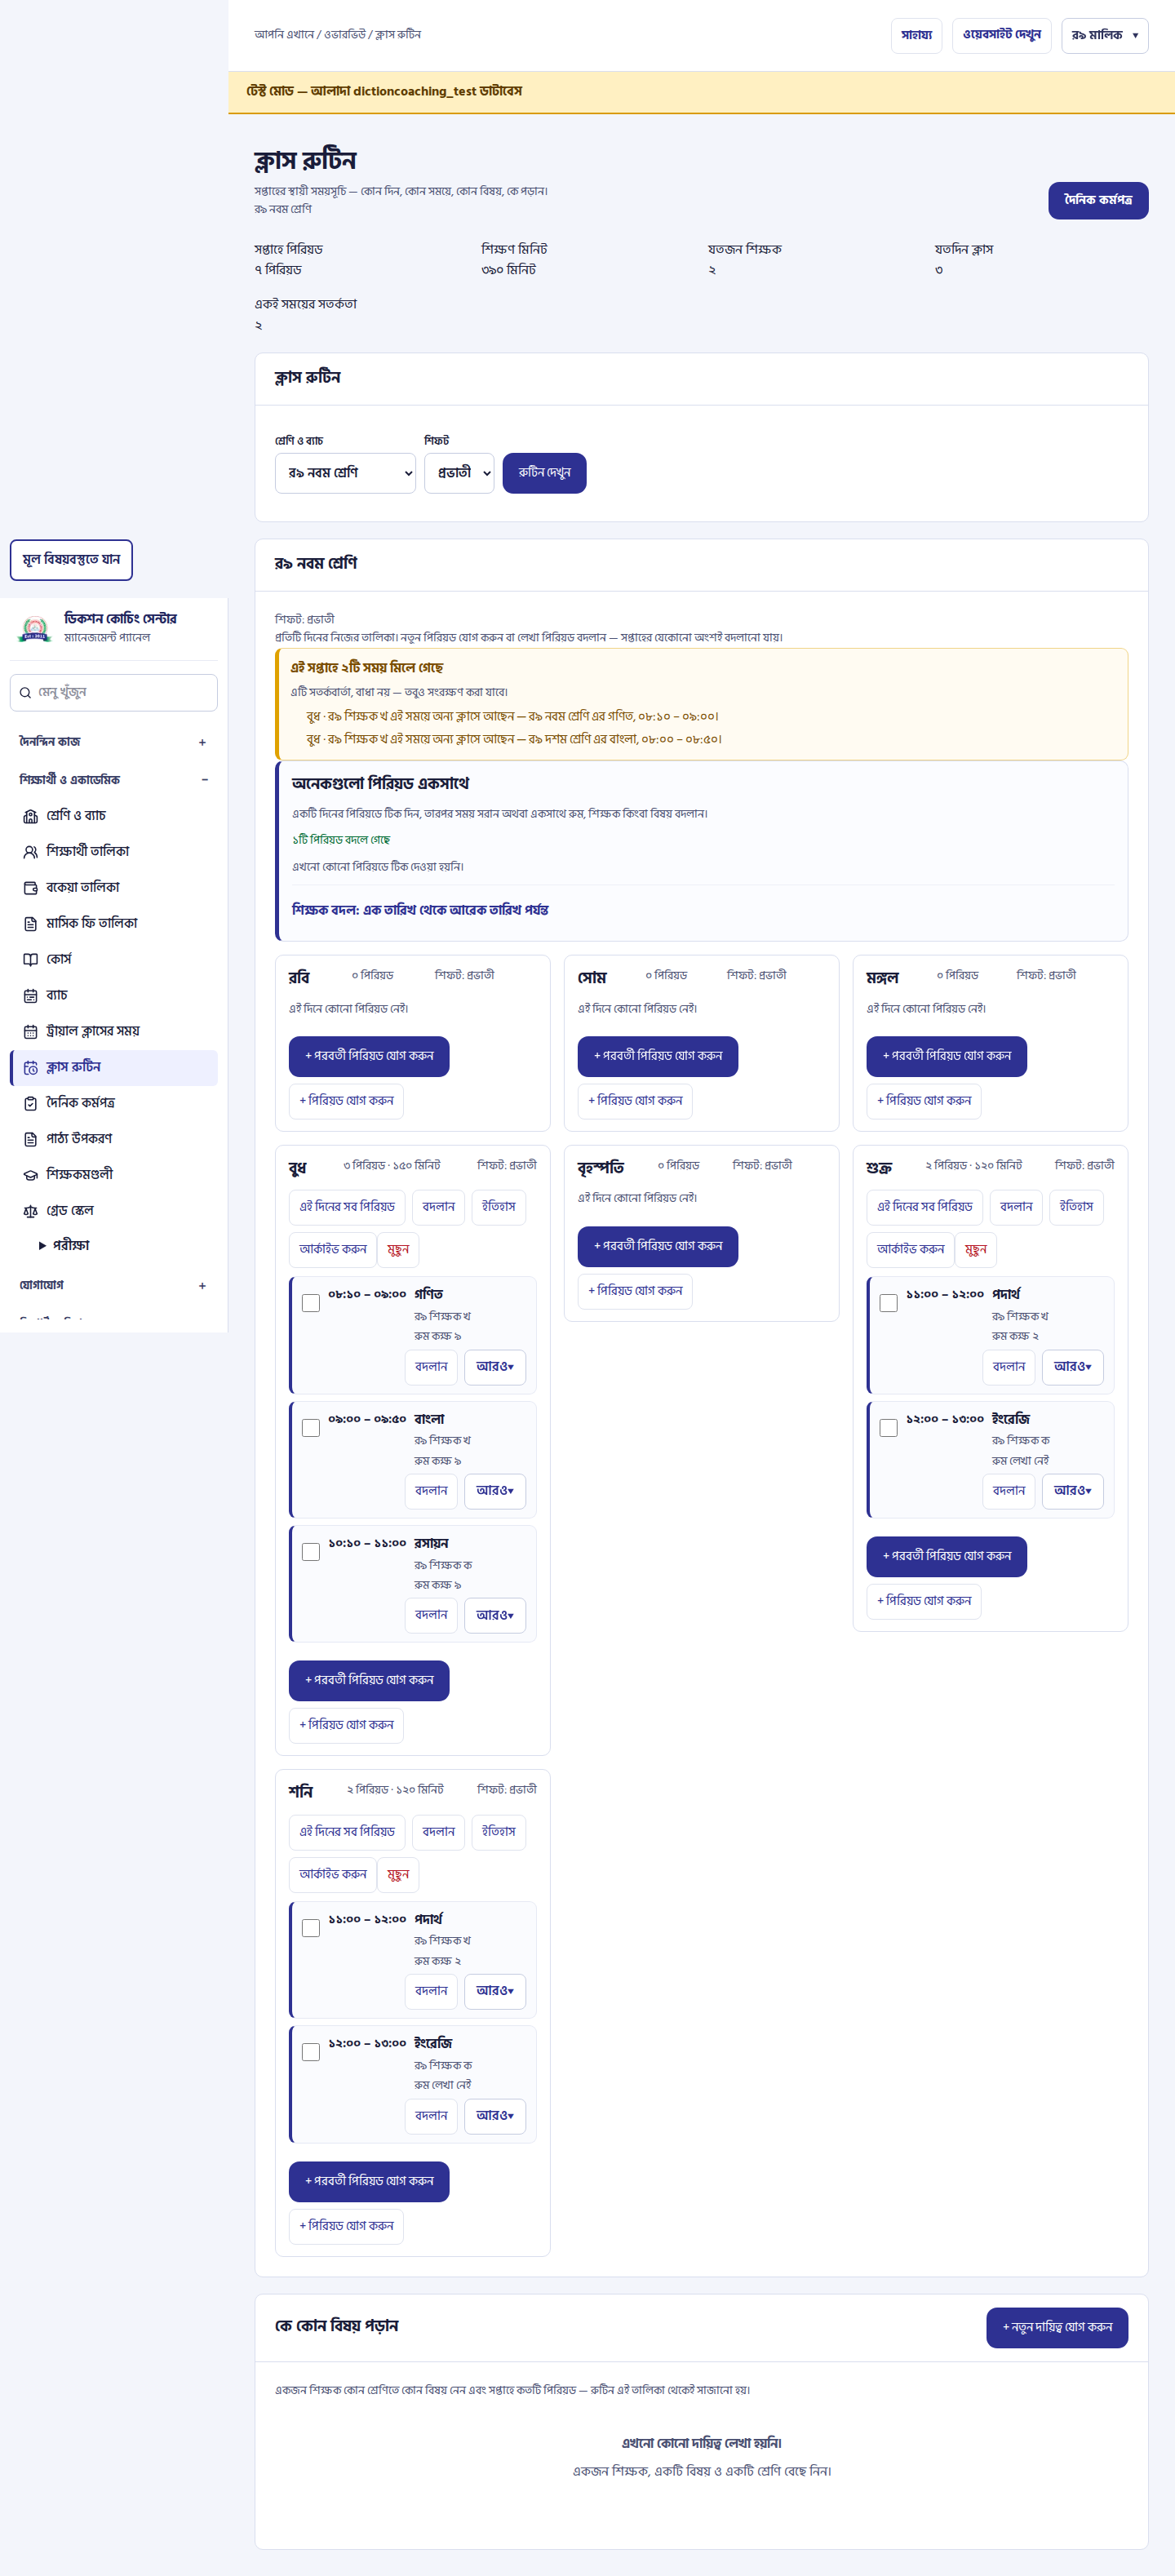 আপনি এখানে / ওভারভিউ / ক্লাস রুটিন
সাহায্য
ওয়েবসাইট দেখুন
র৯ মালিক ▾
টেস্ট মোড — আলাদা dictioncoaching_test ডাটাবেস
ক্লাস রুটিন
সপ্তাহের স্থায়ী সময়সূচি — কোন দিন, কোন সময়ে, কোন বিষয়, কে পড়ান।
র৯ নবম শ্রেণি
দৈনিক কর্মপত্র
সপ্তাহে পিরিয়ড
৭ পিরিয়ড
শিক্ষণ মিনিট
৩৯০ মিনিট
যতজন শিক্ষক
২
যতদিন ক্লাস
৩
একই সময়ের সতর্কতা
২
ক্লাস রুটিন
শ্রেণি ও ব্যাচ
র৯ নবম শ্রেণি
শিফট
প্রভাতী
রুটিন দেখুন
মূল বিষয়বস্তুতে যান
ডিকশন কোচিং সেন্টার
ম্যানেজমেন্ট প্যানেল
মেনু খুঁজুন
দৈনন্দিন কাজ +
শিক্ষার্থী ও একাডেমিক −
শ্রেণি ও ব্যাচ
শিক্ষার্থী তালিকা
বকেয়া তালিকা
মাসিক ফি তালিকা
কোর্স
ব্যাচ
ট্রায়াল ক্লাসের সময়
ক্লাস রুটিন
দৈনিক কর্মপত্র
পাঠ্য উপকরণ
শিক্ষকমণ্ডলী
গ্রেড স্কেল
▶ পরীক্ষা
যোগাযোগ +
র৯ নবম শ্রেণি
শিফট: প্রভাতী
প্রতিটি দিনের নিজের তালিকা। নতুন পিরিয়ড যোগ করুন বা লেখা পিরিয়ড বদলান — সপ্তাহের যেকোনো অংশই বদলানো যায়।
এই সপ্তাহে ২টি সময় মিলে গেছে
এটি সতর্কবার্তা, বাধা নয় — তবুও সংরক্ষণ করা যাবে।
বুধ · র৯ শিক্ষক খ এই সময়ে অন্য ক্লাসে আছেন — র৯ নবম শ্রেণি এর গণিত, ০৮:১০ – ০৯:০০।
বুধ · র৯ শিক্ষক খ এই সময়ে অন্য ক্লাসে আছেন — র৯ দশম শ্রেণি এর বাংলা, ০৮:০০ – ০৮:৫০।
অনেকগুলো পিরিয়ড একসাথে
একটি দিনের পিরিয়ডে টিক দিন, তারপর সময় সরান অথবা একসাথে রুম, শিক্ষক কিংবা বিষয় বদলান।
১টি পিরিয়ড বদলে গেছে
এখনো কোনো পিরিয়ডে টিক দেওয়া হয়নি।
শিক্ষক বদল: এক তারিখ থেকে আরেক তারিখ পর্যন্ত
রবি ০ পিরিয়ড শিফট: প্রভাতী
এই দিনে কোনো পিরিয়ড নেই।
+ পরবর্তী পিরিয়ড যোগ করুন
+ পিরিয়ড যোগ করুন
সোম ০ পিরিয়ড শিফট: প্রভাতী
এই দিনে কোনো পিরিয়ড নেই।
+ পরবর্তী পিরিয়ড যোগ করুন
+ পিরিয়ড যোগ করুন
মঙ্গল ০ পিরিয়ড শিফট: প্রভাতী
এই দিনে কোনো পিরিয়ড নেই।
+ পরবর্তী পিরিয়ড যোগ করুন
+ পিরিয়ড যোগ করুন
বুধ ৩ পিরিয়ড · ১৫০ মিনিট শিফট: প্রভাতী
এই দিনের সব পিরিয়ড বদলান ইতিহাস
আর্কাইভ করুন মুছুন
০৮:১০ – ০৯:০০ গণিত
র৯ শিক্ষক খ
রুম কক্ষ ৯
বদলান আরও▾
০৯:০০ – ০৯:৫০ বাংলা
র৯ শিক্ষক খ
রুম কক্ষ ৯
বদলান আরও▾
১০:১০ – ১১:০০ রসায়ন
র৯ শিক্ষক ক
রুম কক্ষ ৯
বদলান আরও▾
+ পরবর্তী পিরিয়ড যোগ করুন
+ পিরিয়ড যোগ করুন
বৃহস্পতি ০ পিরিয়ড শিফট: প্রভাতী
এই দিনে কোনো পিরিয়ড নেই।
+ পরবর্তী পিরিয়ড যোগ করুন
+ পিরিয়ড যোগ করুন
শুক্র ২ পিরিয়ড · ১২০ মিনিট শিফট: প্রভাতী
এই দিনের সব পিরিয়ড বদলান ইতিহাস
আর্কাইভ করুন মুছুন
১১:০০ – ১২:০০ পদার্থ
র৯ শিক্ষক খ
রুম কক্ষ ২
বদলান আরও▾
১২:০০ – ১৩:০০ ইংরেজি
র৯ শিক্ষক ক
রুম লেখা নেই
বদলান আরও▾
+ পরবর্তী পিরিয়ড যোগ করুন
+ পিরিয়ড যোগ করুন
শনি ২ পিরিয়ড · ১২০ মিনিট শিফট: প্রভাতী
এই দিনের সব পিরিয়ড বদলান ইতিহাস
আর্কাইভ করুন মুছুন
১১:০০ – ১২:০০ পদার্থ
র৯ শিক্ষক খ
রুম কক্ষ ২
বদলান আরও▾
১২:০০ – ১৩:০০ ইংরেজি
র৯ শিক্ষক ক
রুম লেখা নেই
বদলান আরও▾
+ পরবর্তী পিরিয়ড যোগ করুন
+ পিরিয়ড যোগ করুন
কে কোন বিষয় পড়ান
+ নতুন দায়িত্ব যোগ করুন
একজন শিক্ষক কোন শ্রেণিতে কোন বিষয় নেন এবং সপ্তাহে কতটি পিরিয়ড — রুটিন এই তালিকা থেকেই সাজানো হয়।
এখনো কোনো দায়িত্ব লেখা হয়নি।
একজন শিক্ষক, একটি বিষয় ও একটি শ্রেণি বেছে নিন।